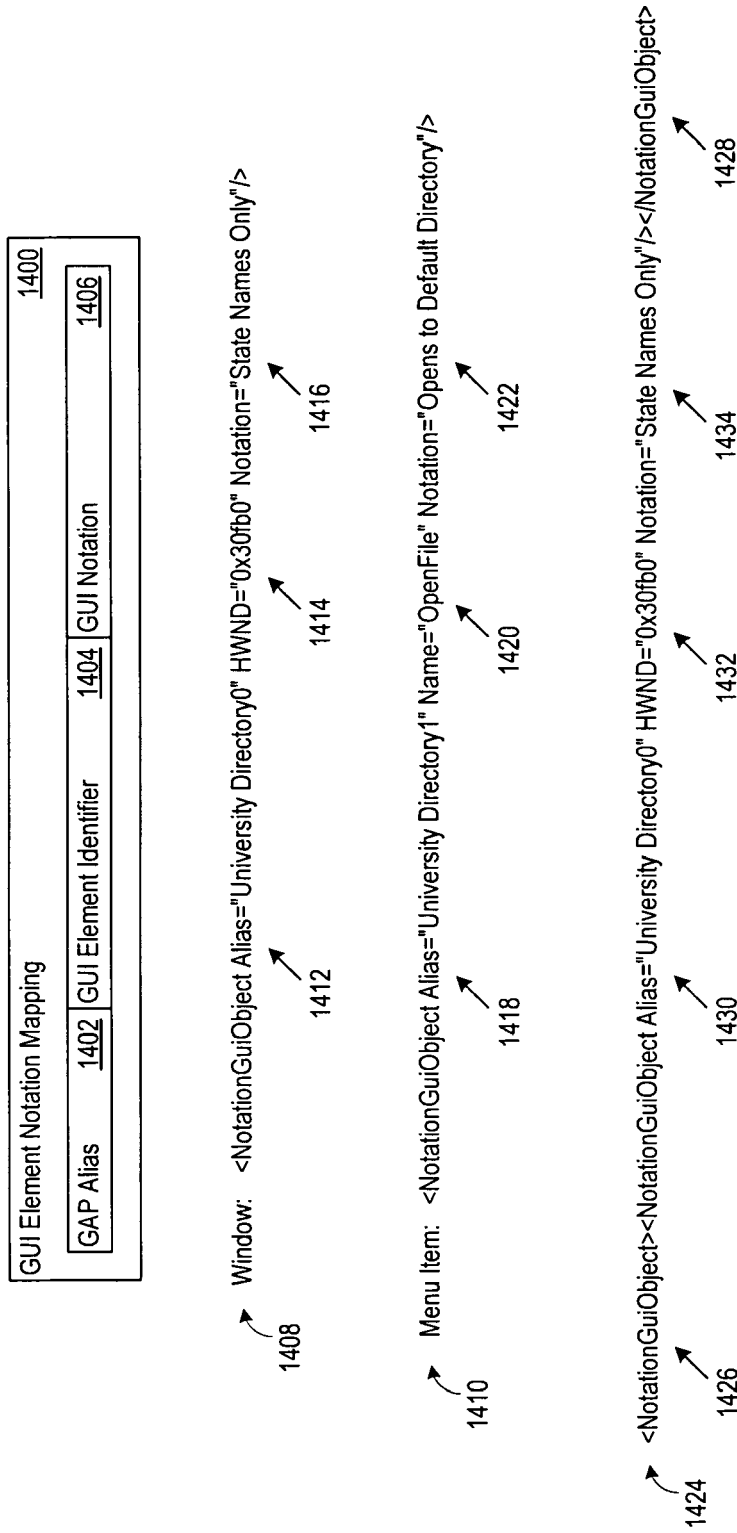 GUI Element Notation Mapping 1400
GAP Alias 1402 GUI Element Identifier 1404 GUI Notation 1406
Window: <NotationGuiObject Alias="University Directory0" HWND="0x30fb0" Notation="State Names Only"/>
1408 1412 1414 1416
Menu Item: <NotationGuiObject Alias="University Directory1" Name="OpenFile" Notation="Opens to Default Directory"/>
1410 1418 1420 1422
<NotationGuiObject><NotationGuiObject Alias="University Directory0" HWND="0x30fb0" Notation="State Names Only"/></NotationGuiObject>
1424 1426 1430 1432 1434 1428